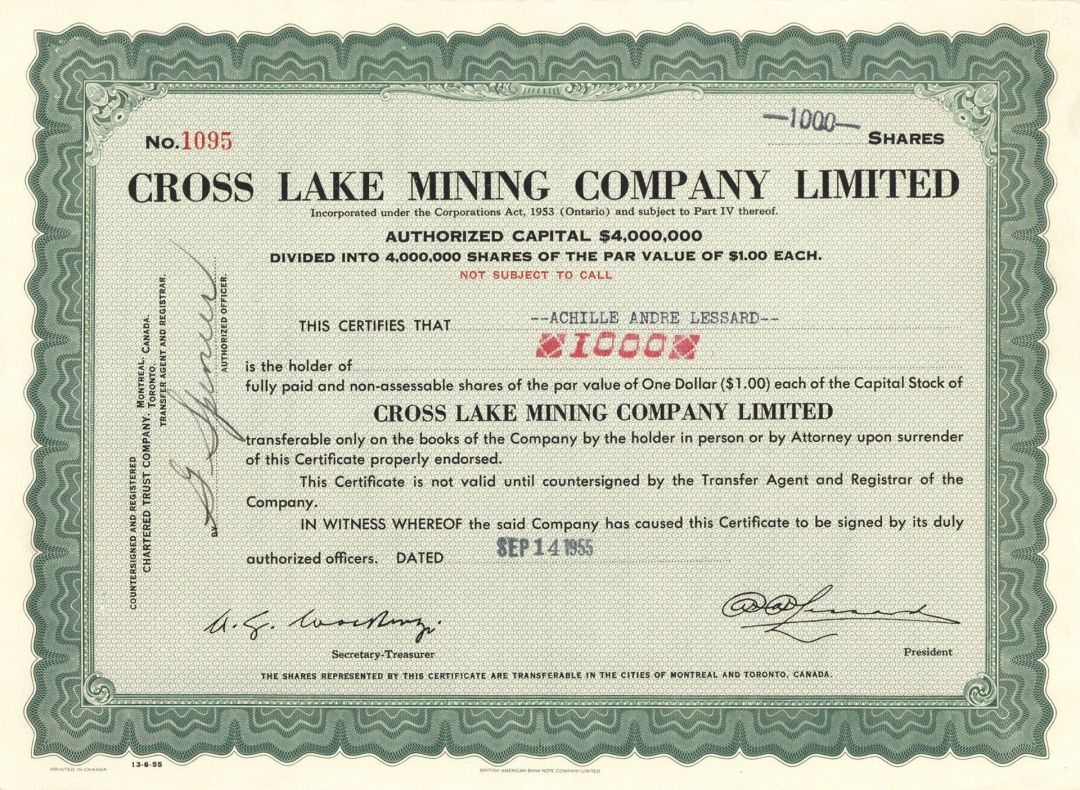 No. 1095
—1000— SHARES
CROSS LAKE MINING COMPANY LIMITED
Incorporated under the Corporations Act, 1953 (Ontario) and subject to Part IV thereof.
AUTHORIZED CAPITAL $4,000,000
DIVIDED INTO 4,000,000 SHARES OF THE PAR VALUE OF $1.00 EACH.
NOT SUBJECT TO CALL
THIS CERTIFIES THAT --ACHILLE ANDRE LESSARD--
is the holder of 1000
fully paid and non-assessable shares of the par value of One Dollar ($1.00) each of the Capital Stock of
CROSS LAKE MINING COMPANY LIMITED
transferable only on the books of the Company by the holder in person or by Attorney upon surrender
of this Certificate properly endorsed.
This Certificate is not valid until countersigned by the Transfer Agent and Registrar of the
Company.
IN WITNESS WHEREOF the said Company has caused this Certificate to be signed by its duly
authorized officers. DATED SEP 14 1955
COUNTERSIGNED AND REGISTERED
CHARTERED TRUST COMPANY, MONTREAL, CANADA.
TORONTO,
TRANSFER AGENT AND REGISTRAR.
BY
AUTHORIZED OFFICER.
Lessard
Secretary-Treasurer
President
THE SHARES REPRESENTED BY THIS CERTIFICATE ARE TRANSFERABLE IN THE CITIES OF MONTREAL AND TORONTO, CANADA.
PRINTED IN CANADA
13-6-55
BRITISH AMERICAN BANK NOTE COMPANY LIMITED